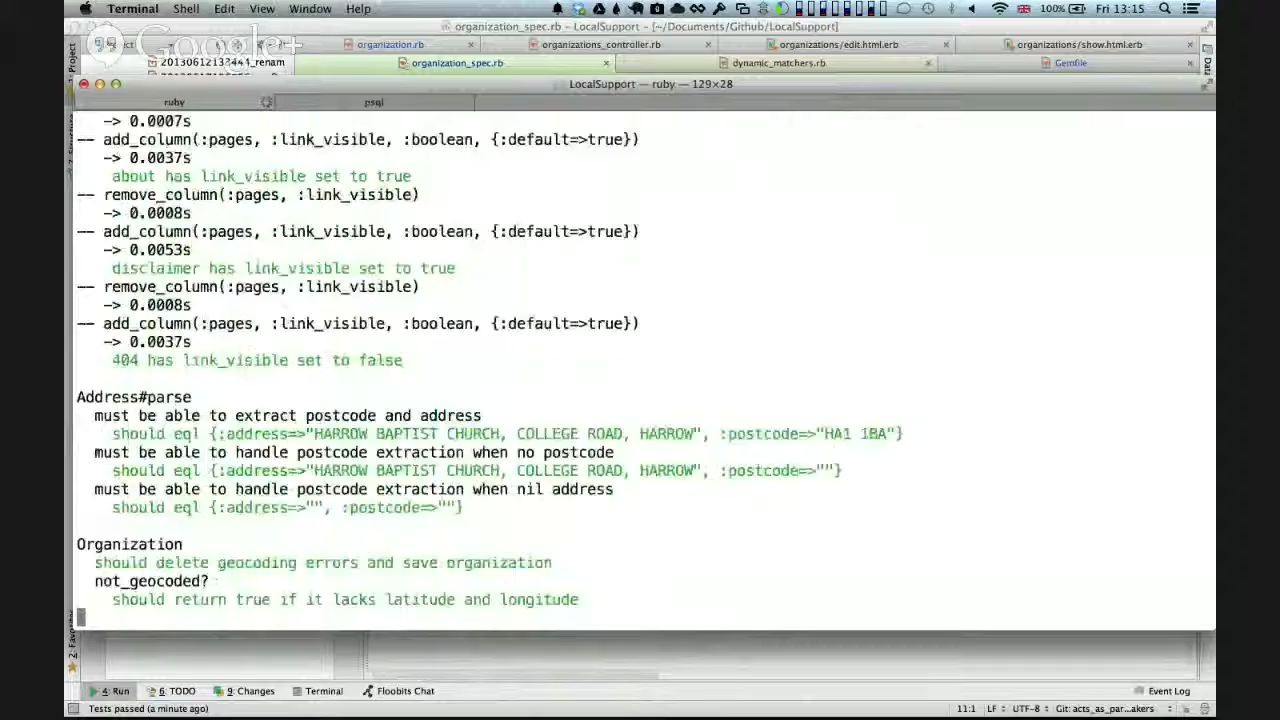 Terminal Shell Edit View Window Help 100% Fri 13:15
organization_spec.rb - LocalSupport - [~/Documents/Github/LocalSupport]
Google+
organization.rb organizations_controller.rb organizations/edit.html.erb organizations/show.html.erb
organization_spec.rb dynamic_matchers.rb Gemfile
LocalSupport — ruby — 129×28
ruby psql
-> 0.0007s
-- add_column(:pages, :link_visible, :boolean, {:default=>true})
-> 0.0037s
about has link_visible set to true
-- remove_column(:pages, :link_visible)
-> 0.0008s
-- add_column(:pages, :link_visible, :boolean, {:default=>true})
-> 0.0053s
disclaimer has link_visible set to true
-- remove_column(:pages, :link_visible)
-> 0.0008s
-- add_column(:pages, :link_visible, :boolean, {:default=>true})
-> 0.0037s
404 has link_visible set to false
Address#parse
must be able to extract postcode and address
should eql {:address=>"HARROW BAPTIST CHURCH, COLLEGE ROAD, HARROW", :postcode=>"HA1 1BA"}
must be able to handle postcode extraction when no postcode
should eql {:address=>"HARROW BAPTIST CHURCH, COLLEGE ROAD, HARROW", :postcode=>""}
must be able to handle postcode extraction when nil address
should eql {:address=>"", :postcode=>""}
Organization
should delete geocoding errors and save organization
not_geocoded?
should return true if it lacks latitude and longitude
4: Run 6: TODO 9: Changes Terminal Floobits Chat Event Log
Tests passed (a minute ago) 11:1 LF UTF-8 Git: acts_as_par...akers